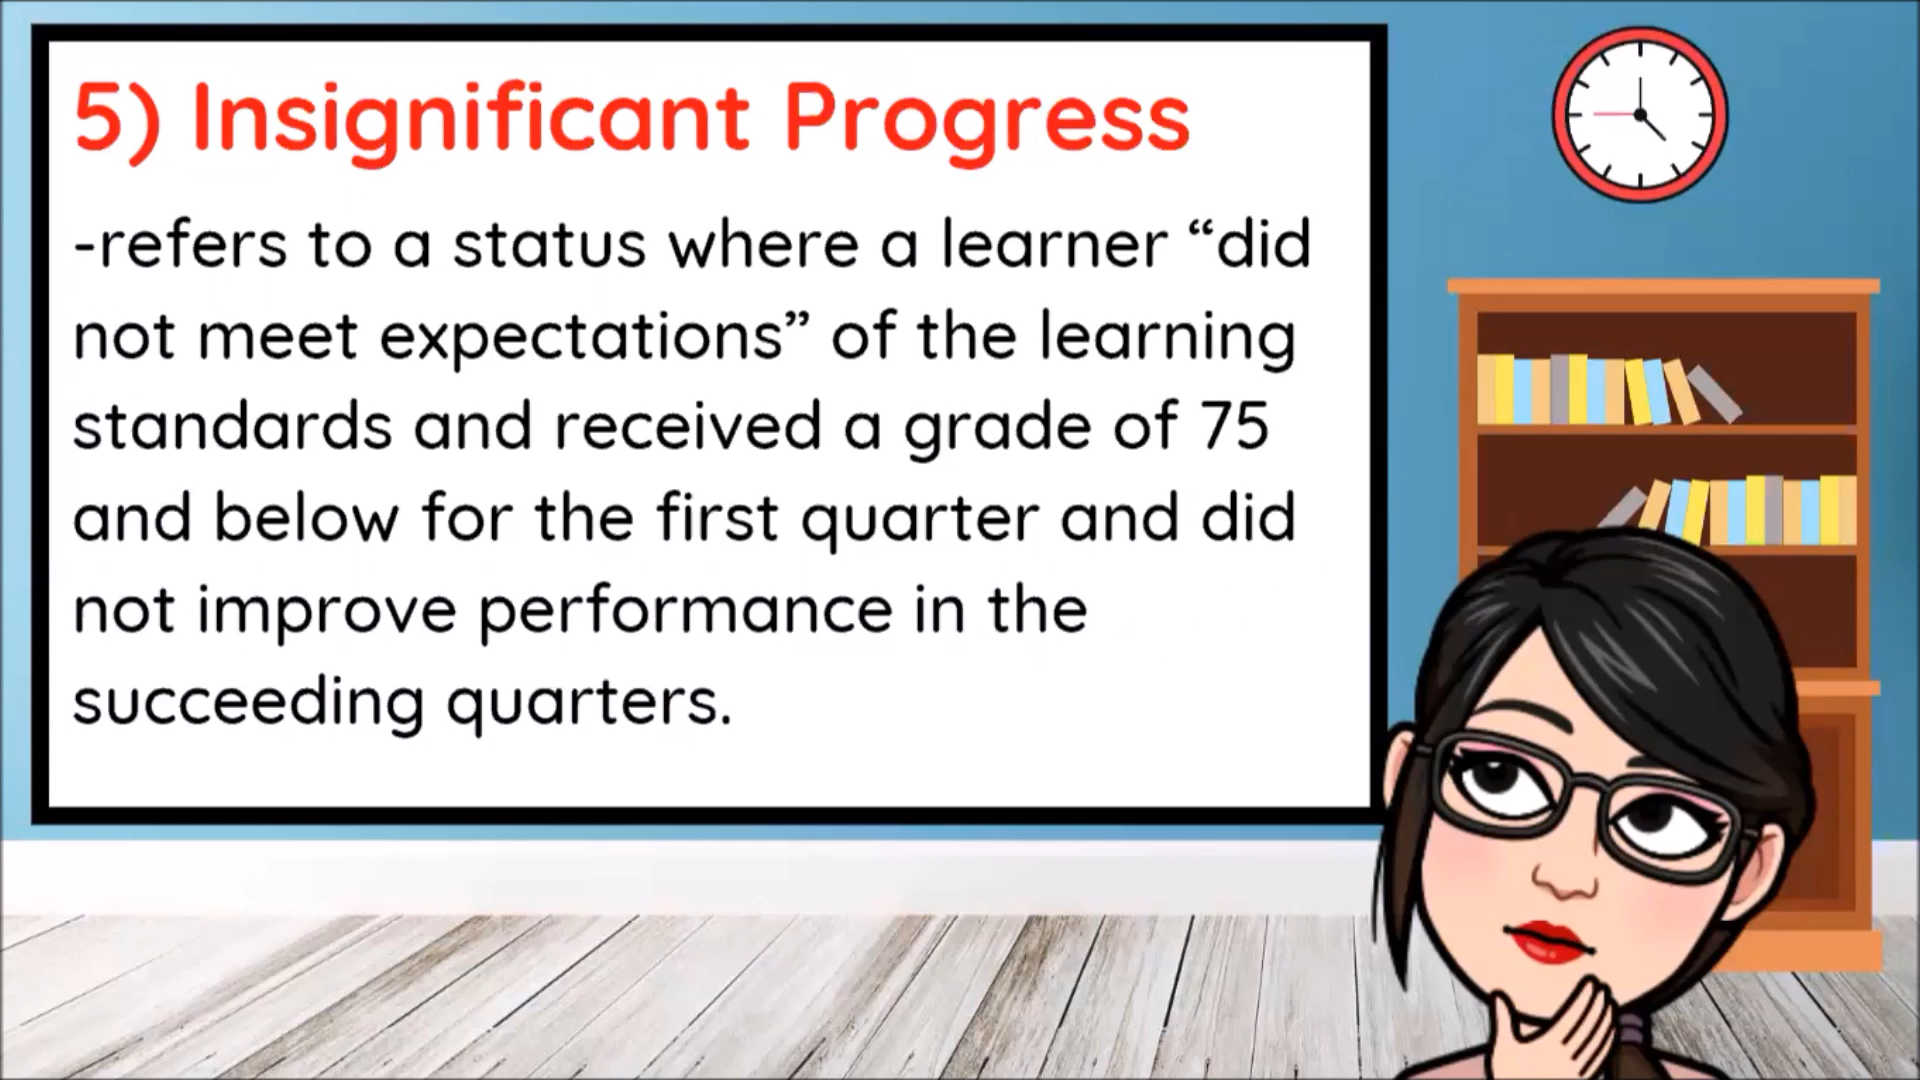 5) Insignificant Progress
-refers to a status where a learner “did
not meet expectations” of the learning
standards and received a grade of 75
and below for the first quarter and did
not improve performance in the
succeeding quarters.